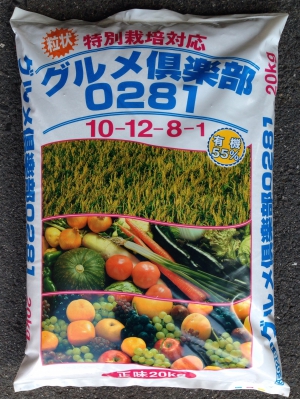 粒状
特別栽培対応
グルメ倶楽部
0281
10-12-8-1
有機
55%
グルメ倶楽部0281
20kg
グルメ倶楽部0281
20kg
正味20kg